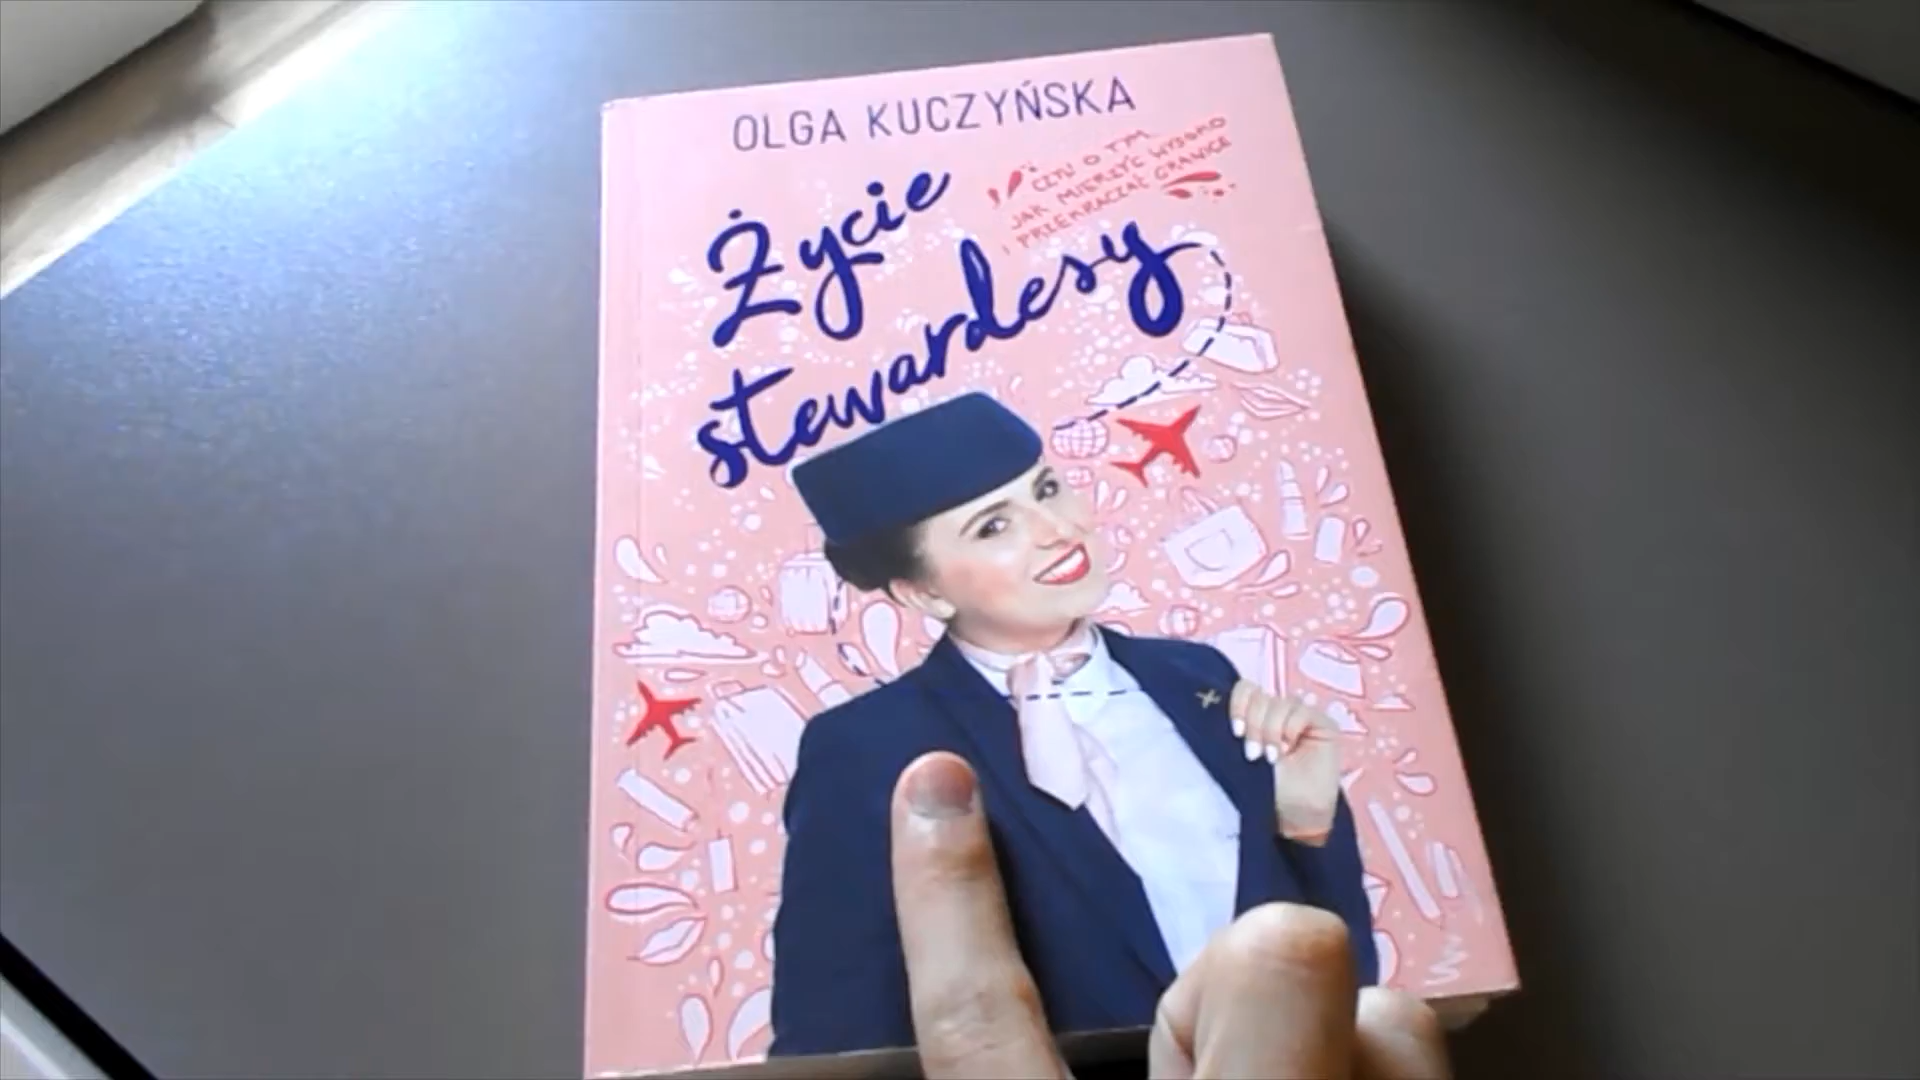 OLGA KUCZYŃSKA
CZYLI O TYM
JAK MIERZYĆ WYSOKO
I PRZEKRACZAĆ GRANICE
Życie
stewardesy